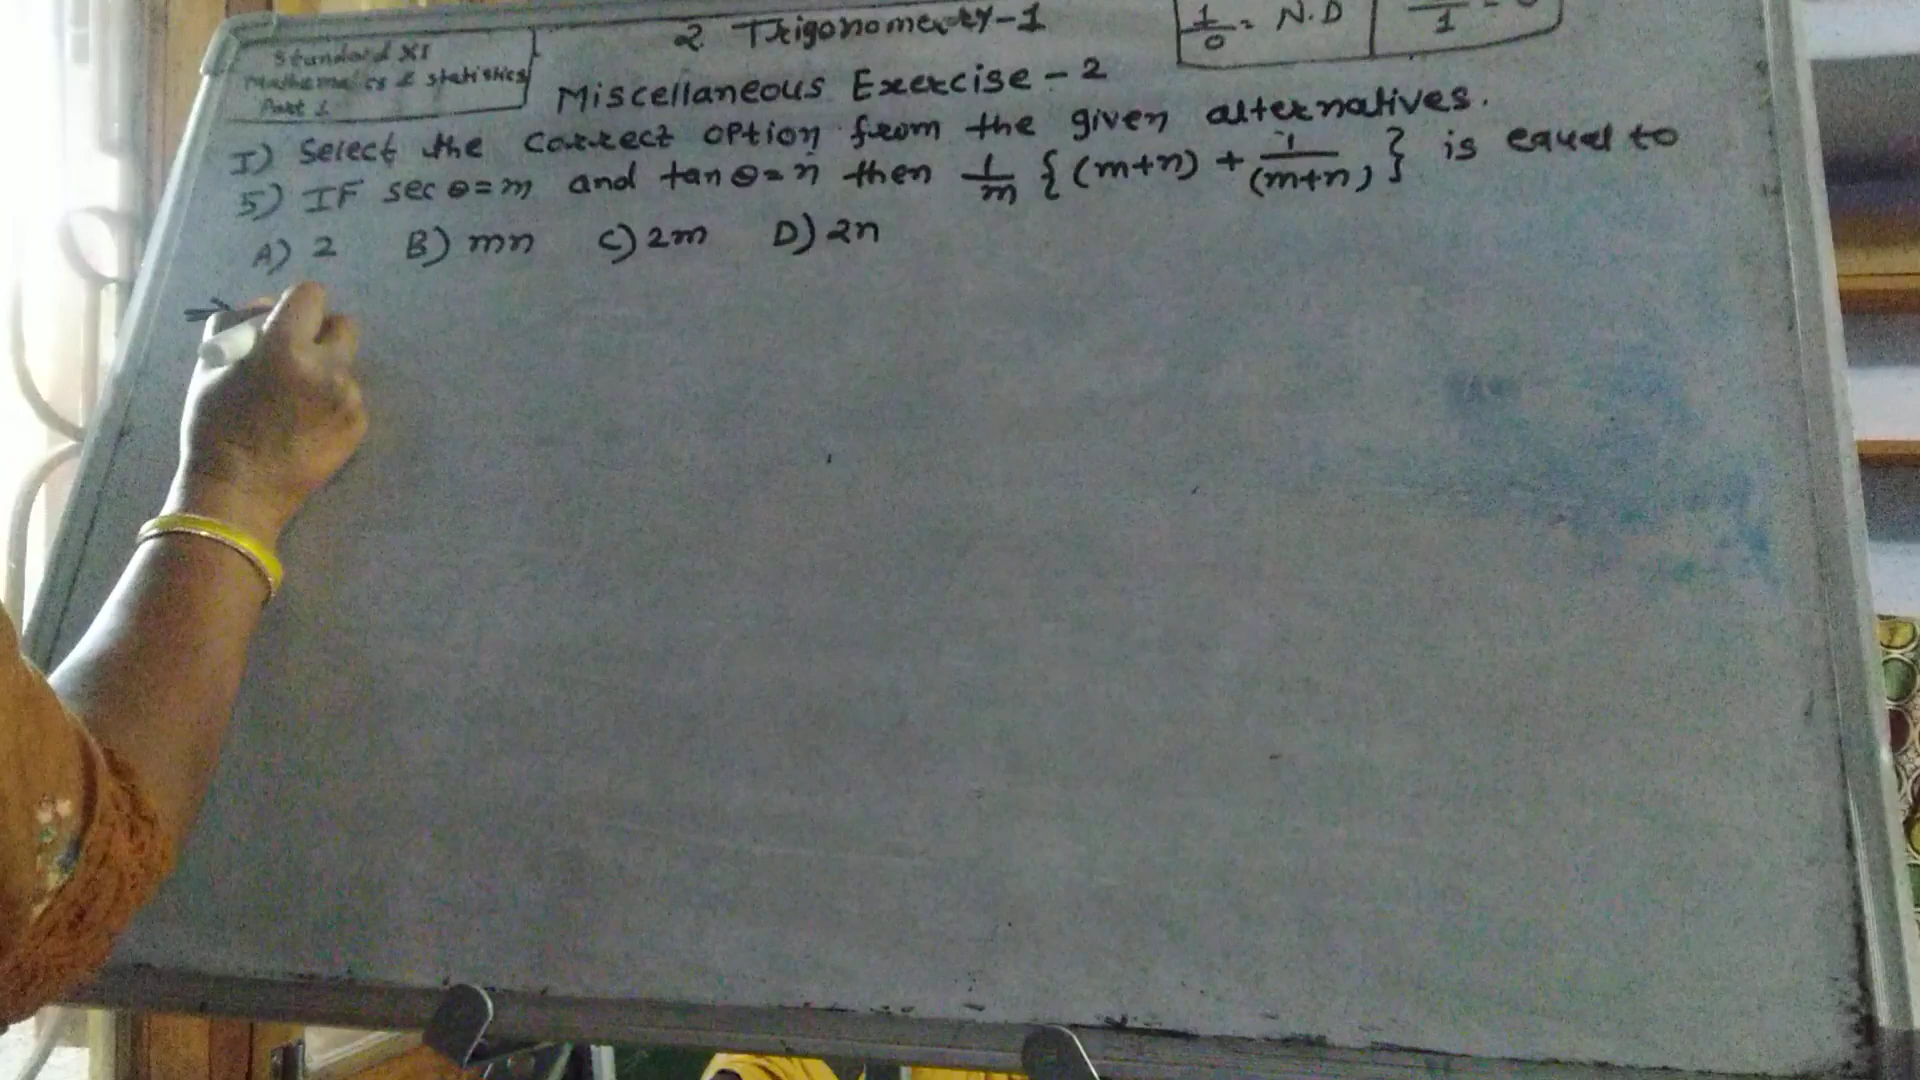 2 Trigonometry-1
1/0 = N.D
Standard XI
Mathematics & statistics
Part 1
Miscellaneous Exercise - 2
I) Select the correct option from the given alternatives.
5) IF sec θ = m and tan θ = n then 1/m {(m+n) + 1/(m+n)} is equal to
A) 2 B) mn C) 2m D) 2n
⇒